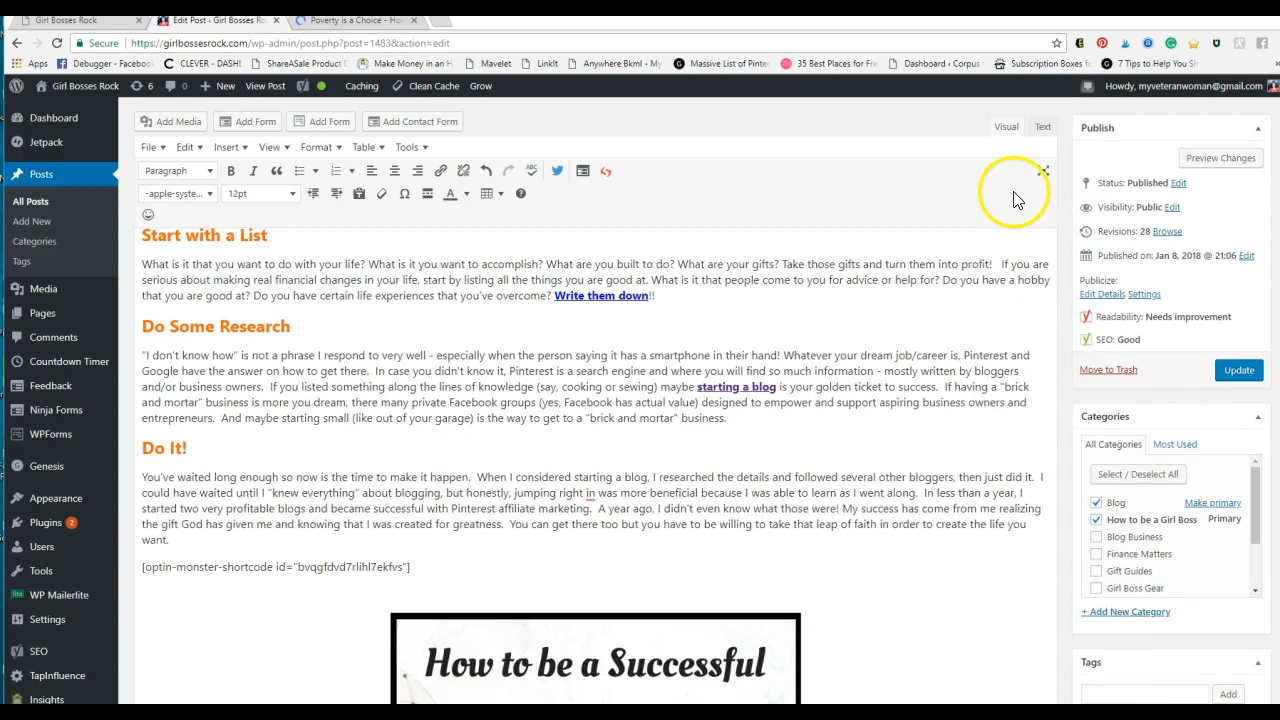 Girl Bosses Rock
Edit Post ‹ Girl Bosses R
Poverty is a Choice - Ho
Secure
https://girlbossesrock.com/wp-admin/post.php?post=1483&action=edit
Apps
Debugger - Facebook
CLEVER - DASH!
ShareASale Product D
Make Money in an H
Mavelet
LinkIt
Anywhere Bkml - My
Massive List of Pinter
35 Best Places for Fre
Dashboard ‹ Corpus
Subscription Boxes fo
7 Tips to Help You Sh
Girl Bosses Rock
6
0
New
View Post
Caching
Clean Cache
Grow
Howdy, myveteranwoman@gmail.com
Dashboard
Jetpack
Posts
All Posts
Add New
Categories
Tags
Media
Pages
Comments
Countdown Timer
Feedback
Ninja Forms
WPForms
Genesis
Appearance
Plugins 2
Users
Tools
WP Mailerlite
Settings
SEO
TapInfluence
Insights
Add Media
Add Form
Add Form
Add Contact Form
Visual
Text
File
Edit
Insert
View
Format
Table
Tools
Paragraph
-apple-syste...
12pt
Start with a List
What is it that you want to do with your life? What is it you want to accomplish? What are you built to do? What are your gifts? Take those gifts and turn them into profit!   If you are
serious about making real financial changes in your life, start by listing all the things you are good at. What is it that people come to you for advice or help for? Do you have a hobby
that you are good at? Do you have certain life experiences that you've overcome? Write them down!!
Do Some Research
"I don't know how" is not a phrase I respond to very well - especially when the person saying it has a smartphone in their hand! Whatever your dream job/career is, Pinterest and
Google have the answer on how to get there.  In case you didn't know it, Pinterest is a search engine and where you will find so much information - mostly written by bloggers
and/or business owners.  If you listed something along the lines of knowledge (say, cooking or sewing) maybe starting a blog is your golden ticket to success.  If having a "brick
and mortar" business is more you dream, there many private Facebook groups (yes, Facebook has actual value) designed to empower and support aspiring business owners and
entrepreneurs.  And maybe starting small (like out of your garage) is the way to get to a "brick and mortar" business.
Do It!
You've waited long enough so now is the time to make it happen.  When I considered starting a blog, I researched the details and followed several other bloggers, then just did it.  I
could have waited until I "knew everything" about blogging, but honestly, jumping right in was more beneficial because I was able to learn as I went along.  In less than a year, I
started two very profitable blogs and became successful with Pinterest affiliate marketing.  A year ago, I didn't even know what those were! My success has come from me realizing
the gift God has given me and knowing that I was created for greatness.  You can get there too but you have to be willing to take that leap of faith in order to create the life you
want.
[optin-monster-shortcode id="bvqgfdvd7rlihl7ekfvs"]
How to be a Successful
Publish
Preview Changes
Status: Published Edit
Visibility: Public Edit
Revisions: 28 Browse
Published on: Jan 8, 2018 @ 21:06 Edit
Publicize:
Edit Details Settings
Readability: Needs improvement
SEO: Good
Move to Trash
Update
Categories
All Categories
Most Used
Select / Deselect All
Blog
Make primary
How to be a Girl Boss
Primary
Blog Business
Finance Matters
Gift Guides
Girl Boss Gear
+ Add New Category
Tags
Add